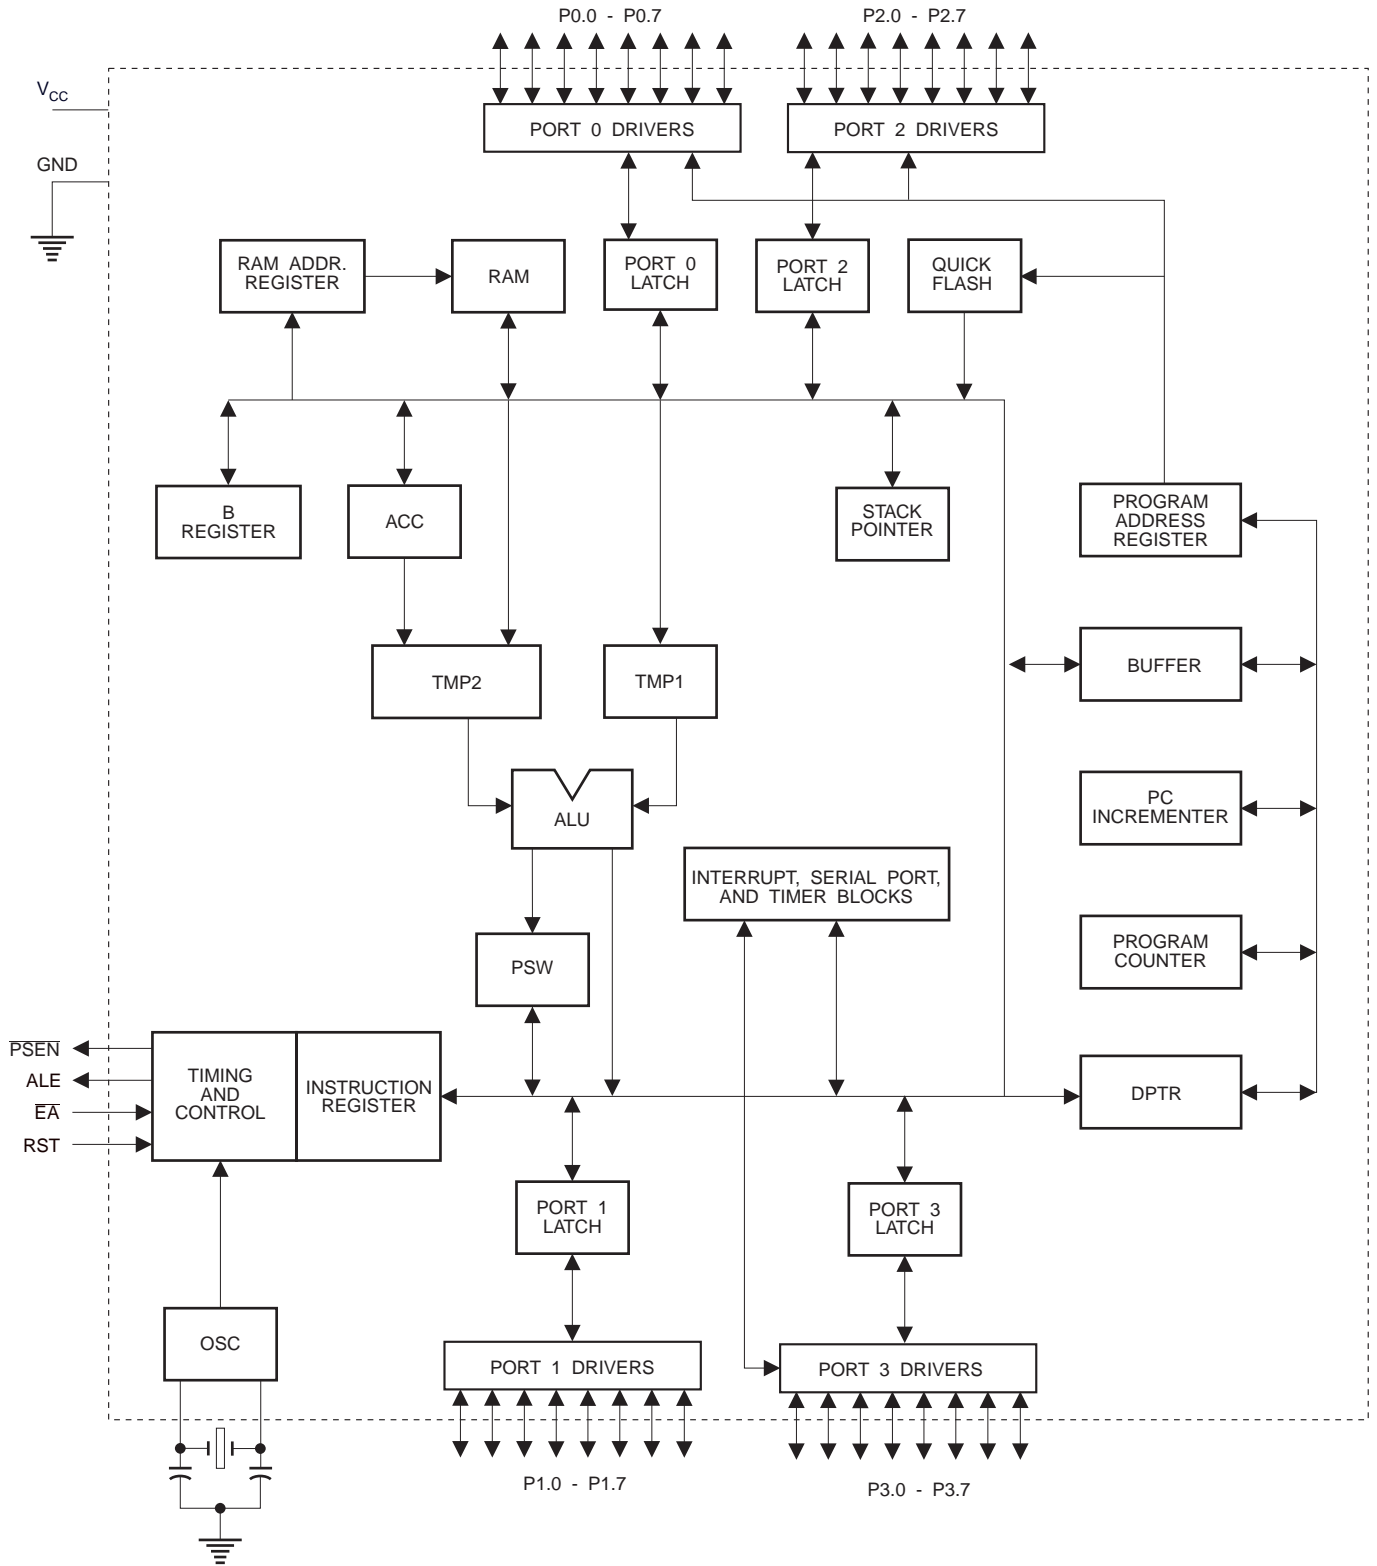 P0.0 - P0.7
P2.0 - P2.7
VCC
GND
PORT 0 DRIVERS
PORT 2 DRIVERS
RAM ADDR.
REGISTER
RAM
PORT 0
LATCH
PORT 2
LATCH
QUICK
FLASH
B
REGISTER
ACC
STACK
POINTER
PROGRAM
ADDRESS
REGISTER
TMP2
TMP1
BUFFER
ALU
PC
INCREMENTER
INTERRUPT, SERIAL PORT,
AND TIMER BLOCKS
PSW
PROGRAM
COUNTER
PSEN
ALE
EA
RST
TIMING
AND
CONTROL
INSTRUCTION
REGISTER
DPTR
PORT 1
LATCH
PORT 3
LATCH
OSC
PORT 1 DRIVERS
PORT 3 DRIVERS
P1.0 - P1.7
P3.0 - P3.7